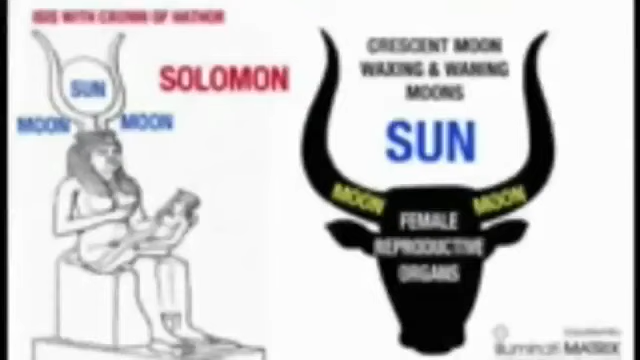 ISIS WITH CROWN OF HATHOR
SUN
MOON MOON
SOLOMON
CRESCENT MOON
WAXING & WANING
MOONS
SUN
MOON MOON
FEMALE
REPRODUCTIVE
ORGANS
illuminati MATRIX